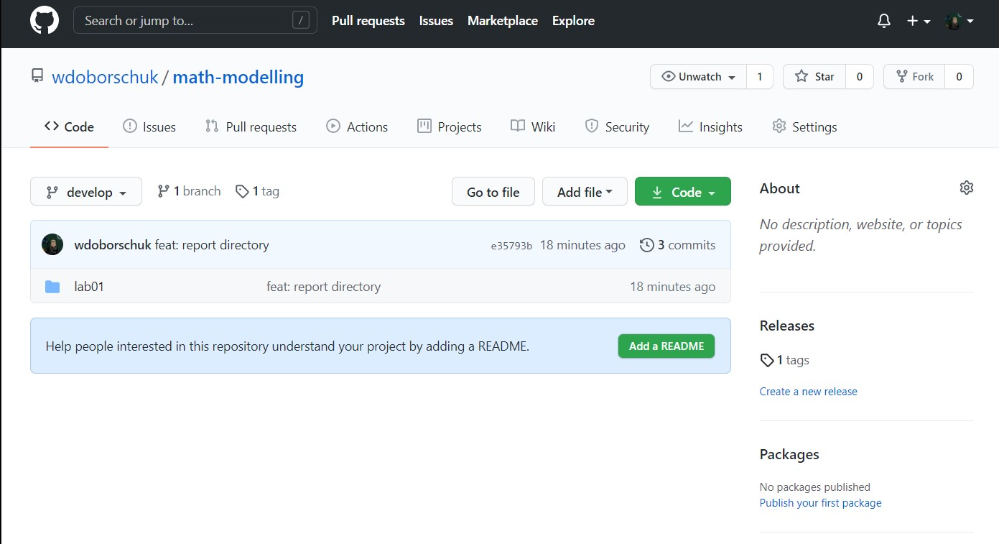 Search or jump to... /
Pull requests Issues Marketplace Explore
wdoborschuk / math-modelling
Unwatch 1 Star 0 Fork 0
Code Issues Pull requests Actions Projects Wiki Security Insights Settings
develop 1 branch 1 tag Go to file Add file Code
wdoborschuk feat: report directory e35793b 18 minutes ago 3 commits
lab01 feat: report directory 18 minutes ago
Help people interested in this repository understand your project by adding a README. Add a README
About
No description, website, or topics
provided.
Releases
1 tags
Create a new release
Packages
No packages published
Publish your first package